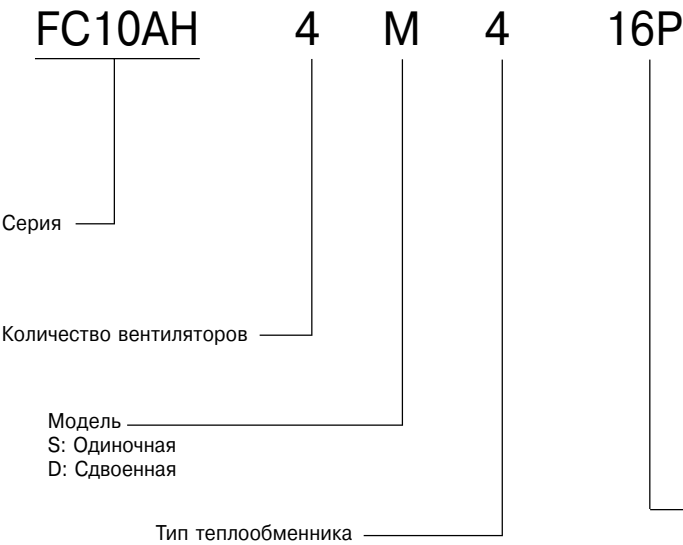 FC10AH 4 M 4 16P
Серия
Количество вентиляторов
Модель
S: Одиночная
D: Сдвоенная
Тип теплообменника